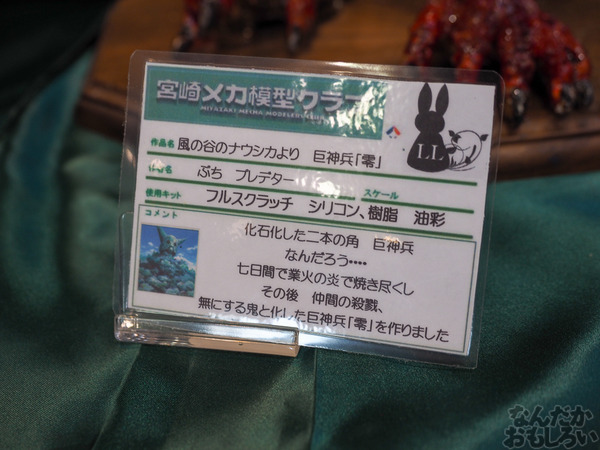 宮崎メカ模型クラブ
MIYAZAKI MECHA MODELERS CLUB
LL
作品名 風の谷のナウシカより 巨神兵「零」
ぷち プレデター
使用キット スケール
フルスクラッチ シリコン、樹脂 油彩
コメント
化石化した二本の角 巨神兵
なんだろう‥‥
七日間で業火の炎で焼き尽くし
その後 仲間の殺戮、
無にする鬼と化した巨神兵「零」を作りました
なんだか
おもしろい